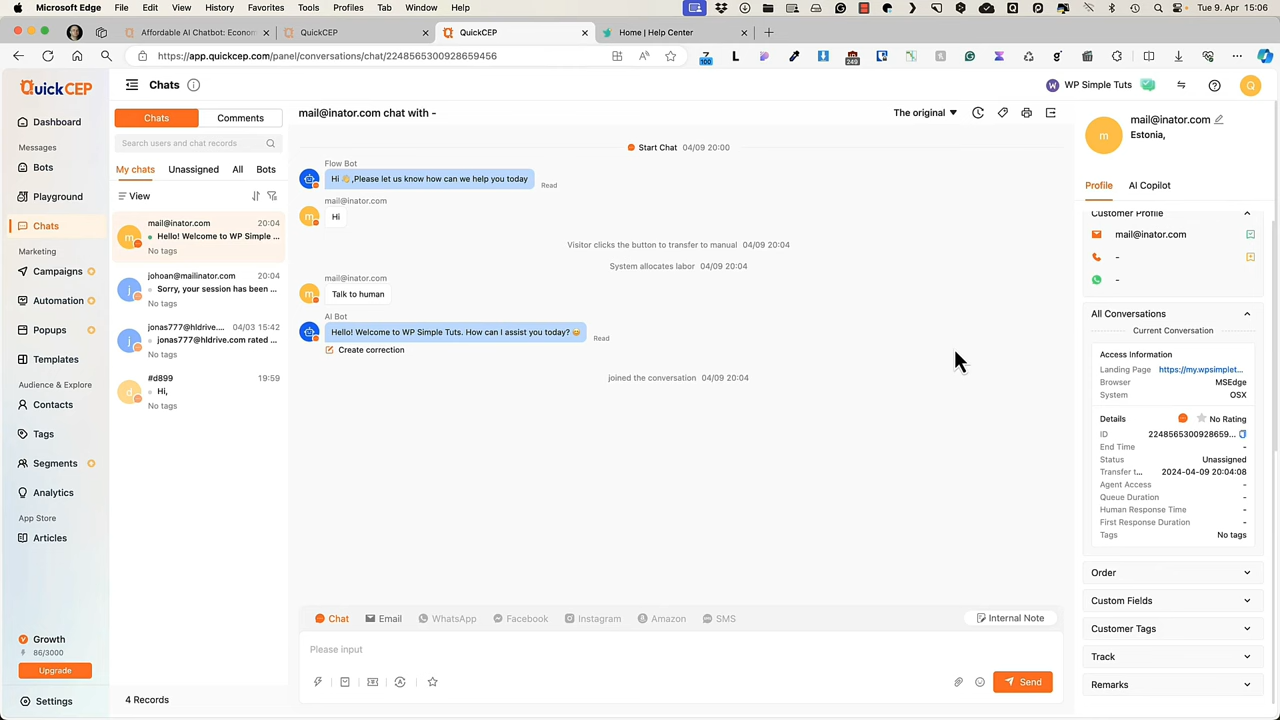 Microsoft Edge File Edit View History Favorites Tools Profiles Tab Window Help
Tue 9. Apr 15:06
Affordable AI Chatbot: Econom
QuickCEP
QuickCEP
Home | Help Center
https://app.quickcep.com/panel/conversations/chat/2248565300928659456
100
249
QuickCEP
Chats
WP Simple Tuts
Q
Dashboard
Messages
Bots
Playground
Chats
Marketing
Campaigns
Automation
Popups
Templates
Audience & Explore
Contacts
Tags
Segments
Analytics
App Store
Articles
Growth
86/3000
Upgrade
Settings
Chats Comments
Search users and chat records
My chats Unassigned All Bots
View
mail@inator.com 20:04
Hello! Welcome to WP Simple ...
No tags
johoan@mailinator.com 20:04
Sorry, your session has been ...
No tags
jonas777@hldrive.... 04/03 15:42
jonas777@hldrive.com rated ...
No tags
#d899 19:59
Hi,
No tags
4 Records
mail@inator.com chat with -
The original
Start Chat 04/09 20:00
Flow Bot
Hi 👋,Please let us know how can we help you today
Read
mail@inator.com
Hi
Visitor clicks the button to transfer to manual 04/09 20:04
System allocates labor 04/09 20:04
mail@inator.com
Talk to human
AI Bot
Hello! Welcome to WP Simple Tuts. How can I assist you today? 😊
Read
Create correction
joined the conversation 04/09 20:04
Chat Email WhatsApp Facebook Instagram Amazon SMS
Internal Note
Please input
Send
m
mail@inator.com
Estonia,
Profile AI Copilot
Customer Profile
mail@inator.com
-
-
All Conversations
Current Conversation
Access Information
Landing Page https://my.wpsimplet...
Browser MSEdge
System OSX
Details No Rating
ID 2248565300928659...
End Time -
Status Unassigned
Transfer t... 2024-04-09 20:04:08
Agent Access -
Queue Duration -
Human Response Time -
First Response Duration -
Tags No tags
Order
Custom Fields
Customer Tags
Track
Remarks